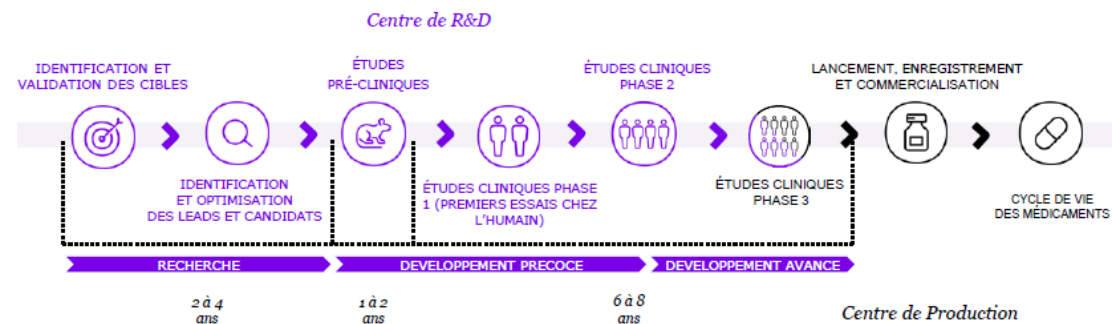 Centre de R&D
IDENTIFICATION ET
VALIDATION DES CIBLES
ÉTUDES
PRÉ-CLINIQUES
ÉTUDES CLINIQUES
PHASE 2
LANCEMENT, ENREGISTREMENT
ET COMMERCIALISATION
IDENTIFICATION
ET OPTIMISATION
DES LEADS ET CANDIDATS
ÉTUDES CLINIQUES PHASE
1 (PREMIERS ESSAIS CHEZ
L'HUMAIN)
ÉTUDES CLINIQUES
PHASE 3
CYCLE DE VIE
DES MÉDICAMENTS
RECHERCHE
DEVELOPPEMENT PRECOCE
DEVELOPPEMENT AVANCE
2 à 4
ans
1 à 2
ans
6 à 8
ans
Centre de Production